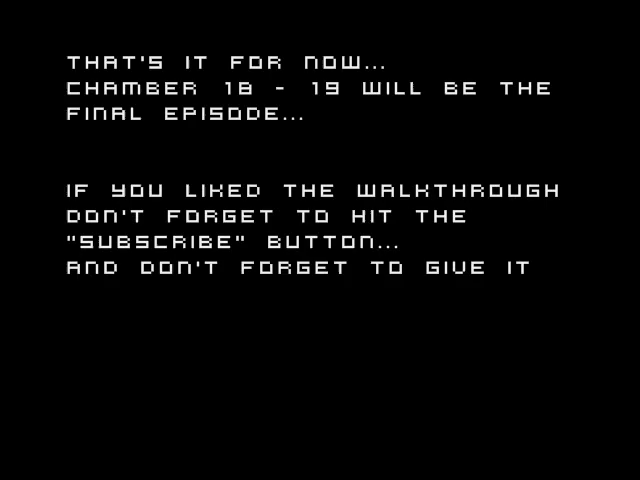 THAT'S IT FOR NOW...
CHAMBER 18 - 19 WILL BE THE
FINAL EPISODE...
IF YOU LIKED THE WALKTHROUGH
DON'T FORGET TO HIT THE
"SUBSCRIBE" BUTTON...
AND DON'T FORGET TO GIVE IT